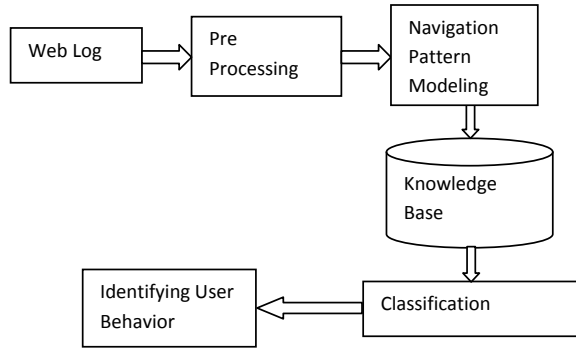 Web Log
Pre
Processing
Navigation
Pattern
Modeling
Knowledge
Base
Classification
Identifying User
Behavior